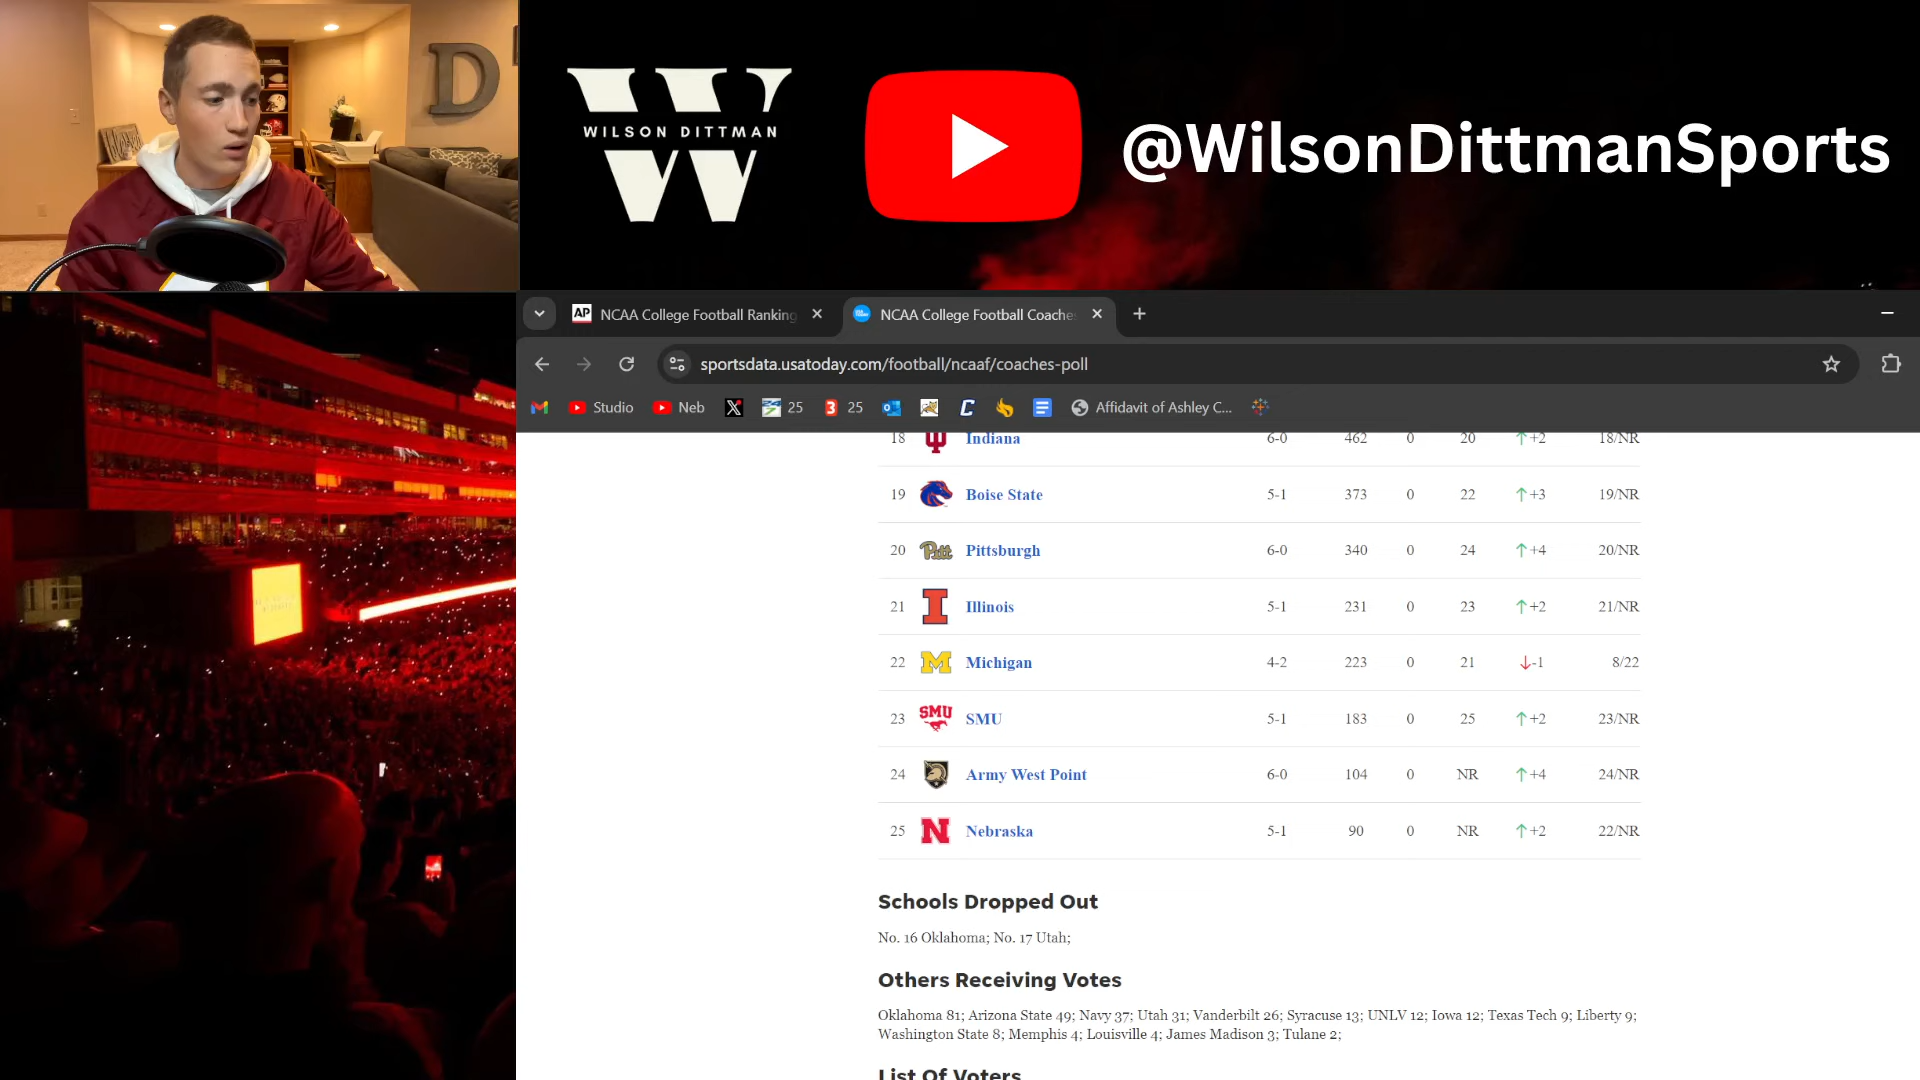 D
WILSON DITTMAN
@WilsonDittmanSports
AP NCAA College Football Ranking
NCAA College Football Coache
sportsdata.usatoday.com/football/ncaaf/coaches-poll
Studio
Neb
25
3 25
Affidavit of Ashley C...
18 Indiana 6-0 462 0 20 +2 18/NR
19 Boise State 5-1 373 0 22 +3 19/NR
20 Pitt Pittsburgh 6-0 340 0 24 +4 20/NR
21 I Illinois 5-1 231 0 23 +2 21/NR
22 M Michigan 4-2 223 0 21 -1 8/22
23 SMU SMU 5-1 183 0 25 +2 23/NR
24 Army West Point 6-0 104 0 NR +4 24/NR
25 N Nebraska 5-1 90 0 NR +2 22/NR
Schools Dropped Out
No. 16 Oklahoma; No. 17 Utah;
Others Receiving Votes
Oklahoma 81; Arizona State 49; Navy 37; Utah 31; Vanderbilt 26; Syracuse 13; UNLV 12; Iowa 12; Texas Tech 9; Liberty 9;
Washington State 8; Memphis 4; Louisville 4; James Madison 3; Tulane 2;
List Of Voters